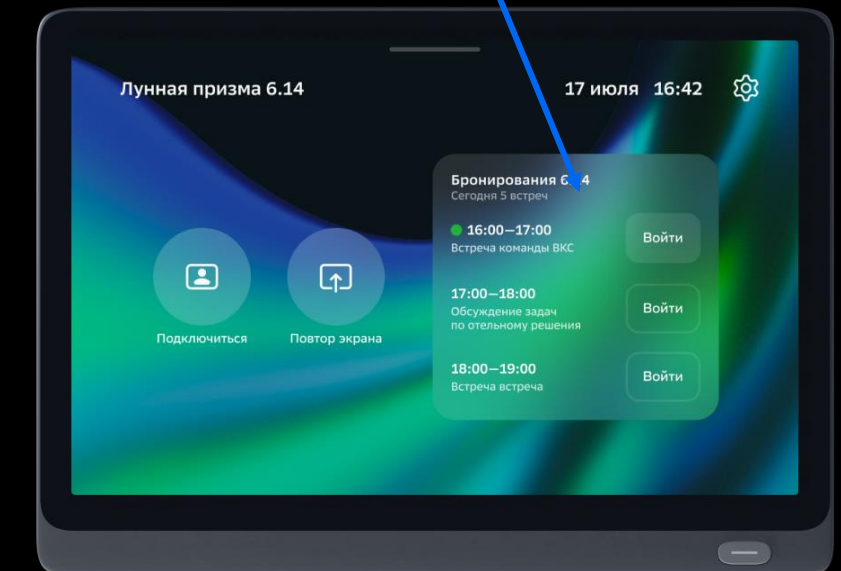 Лунная призма 6.14
17 июля 16:42
Бронирования 6.14
Сегодня 5 встреч
16:00—17:00
Встреча команды ВКС
Войти
17:00—18:00
Обсуждение задач
по отельному решения
Войти
18:00—19:00
Встреча встреча
Войти
Подключиться
Повтор экрана